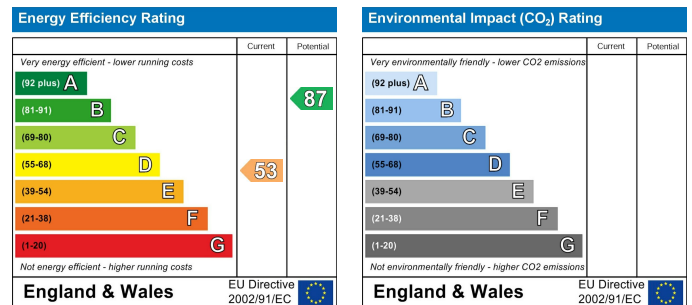 Energy Efficiency Rating
Current Potential
Very energy efficient - lower running costs
(92 plus) A
(81-91) B
87
(69-80) C
(55-68) D
53
(39-54) E
(21-38) F
(1-20) G
Not energy efficient - higher running costs
England & Wales
EU Directive
2002/91/EC
Environmental Impact (CO2) Rating
Current Potential
Very environmentally friendly - lower CO2 emissions
(92 plus) A
(81-91) B
(69-80) C
(55-68) D
(39-54) E
(21-38) F
(1-20) G
Not environmentally friendly - higher CO2 emissions
England & Wales
EU Directive
2002/91/EC